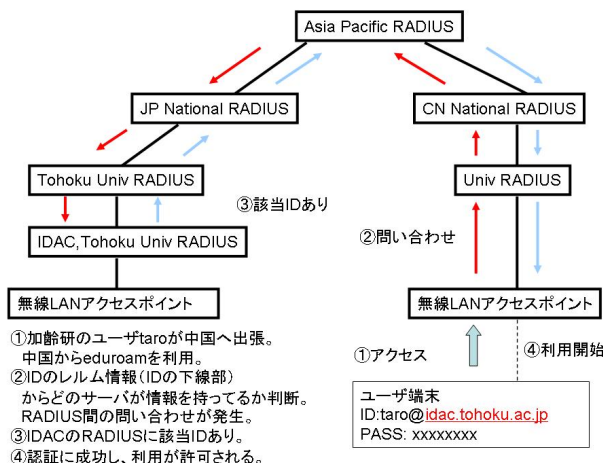 Asia Pacific RADIUS
JP National RADIUS
CN National RADIUS
Tohoku Univ RADIUS
Univ RADIUS
③該当IDあり
IDAC,Tohoku Univ RADIUS
②問い合わせ
無線LANアクセスポイント
無線LANアクセスポイント
①加齢研のユーザtaroが中国へ出張。
中国からeduroamを利用。
②IDのレルム情報（IDの下線部）
からどのサーバが情報を持ってるか判断。
RADIUS間の問い合わせが発生。
③IDACのRADIUSに該当IDあり。
④認証に成功し、利用が許可される。
①アクセス
④利用開始
ユーザ端末
ID:taro@idac.tohoku.ac.jp
PASS: xxxxxxxx